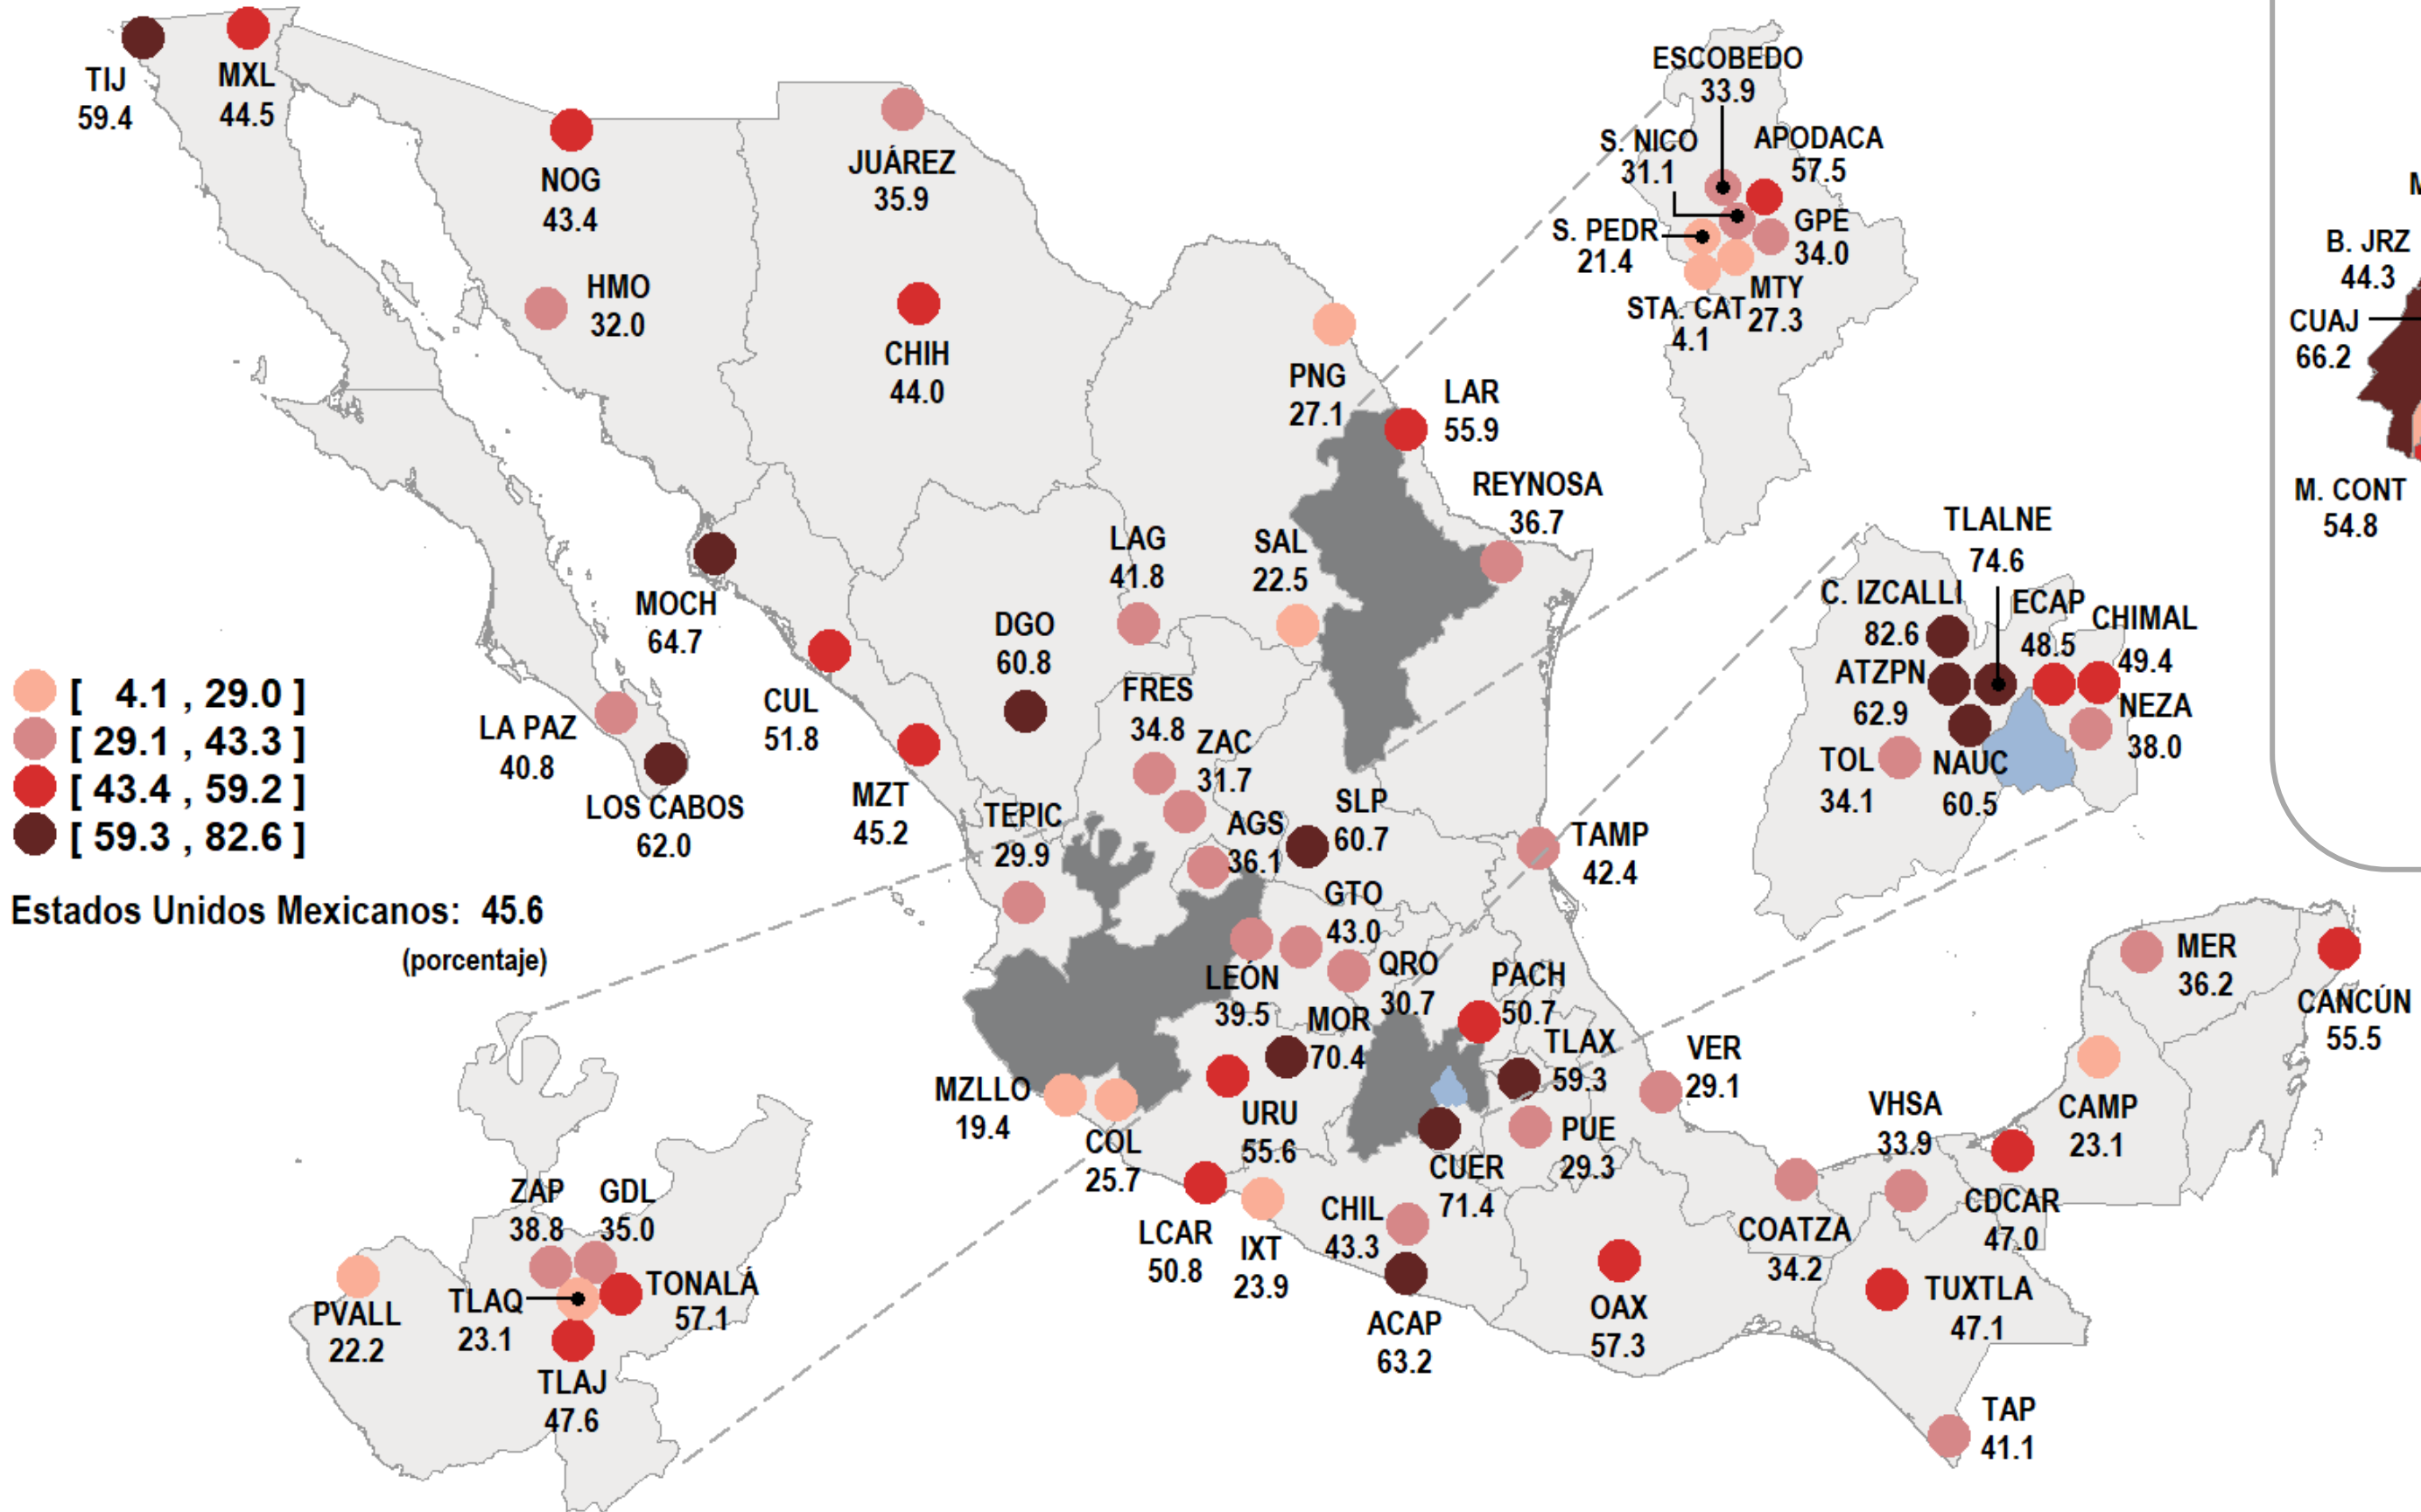 TIJ
59.4
MXL
44.5
NOG
43.4
HMO
32.0
JUÁREZ
35.9
CHIH
44.0
PNG
27.1
LAR
55.9
REYNOSA
36.7
ESCOBEDO
33.9
S. NICO
31.1
APODACA
57.5
S. PEDR
21.4
GPE
34.0
STA. CAT
4.1
MTY
27.3
B. JRZ
44.3
CUAJ
66.2
M. CONT
54.8
MOCH
64.7
CUL
51.8
MZT
45.2
DGO
60.8
LAG
41.8
SAL
22.5
FRES
34.8
ZAC
31.7
LA PAZ
40.8
LOS CABOS
62.0
[ 4.1 , 29.0 ]
[ 29.1 , 43.3 ]
[ 43.4 , 59.2 ]
[ 59.3 , 82.6 ]
Estados Unidos Mexicanos: 45.6
(porcentaje)
TEPIC
29.9
AGS
36.1
SLP
60.7
TAMP
42.4
GTO
43.0
LEÓN
39.5
QRO
30.7
PACH
50.7
MOR
70.4
TLAX
59.3
TLALNE
74.6
C. IZCALLI
82.6
ECAP
48.5
CHIMAL
49.4
ATZPN
62.9
NEZA
38.0
TOL
34.1
NAUC
60.5
MER
36.2
CANCÚN
55.5
CAMP
23.1
VER
29.1
VHSA
33.9
CDCAR
47.0
MZLLO
19.4
COL
25.7
URU
55.6
CUER
71.4
PUE
29.3
LCAR
50.8
IXT
23.9
CHIL
43.3
ACAP
63.2
OAX
57.3
COATZA
34.2
TUXTLA
47.1
TAP
41.1
ZAP
38.8
GDL
35.0
PVALL
22.2
TLAQ
23.1
TONALÁ
57.1
TLAJ
47.6